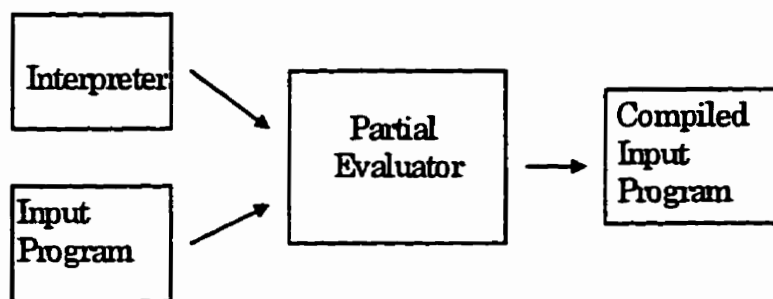 Interpreter
Input
Program
Partial
Evaluator
Compiled
Input
Program